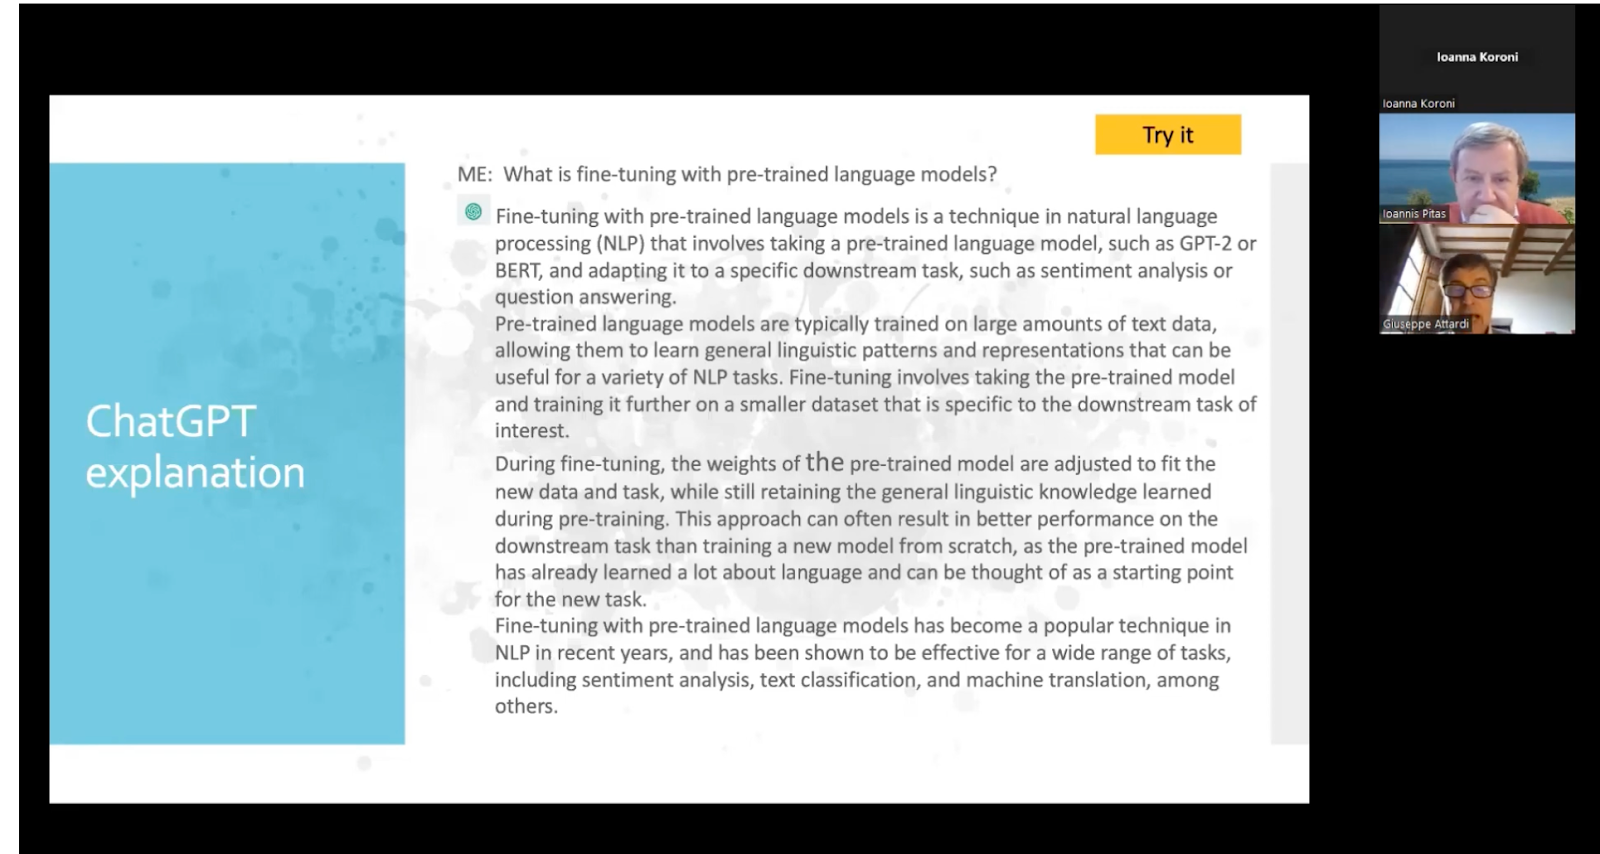 Try it
ME: What is fine-tuning with pre-trained language models?
Fine-tuning with pre-trained language models is a technique in natural language
processing (NLP) that involves taking a pre-trained language model, such as GPT-2 or
BERT, and adapting it to a specific downstream task, such as sentiment analysis or
question answering.
Pre-trained language models are typically trained on large amounts of text data,
allowing them to learn general linguistic patterns and representations that can be
useful for a variety of NLP tasks. Fine-tuning involves taking the pre-trained model
and training it further on a smaller dataset that is specific to the downstream task of
interest.
During fine-tuning, the weights of the pre-trained model are adjusted to fit the
new data and task, while still retaining the general linguistic knowledge learned
during pre-training. This approach can often result in better performance on the
downstream task than training a new model from scratch, as the pre-trained model
has already learned a lot about language and can be thought of as a starting point
for the new task.
Fine-tuning with pre-trained language models has become a popular technique in
NLP in recent years, and has been shown to be effective for a wide range of tasks,
including sentiment analysis, text classification, and machine translation, among
others.
ChatGPT
explanation
Ioanna Koroni
Ioanna Koroni
Ioannis Pitas
Giuseppe Attardi